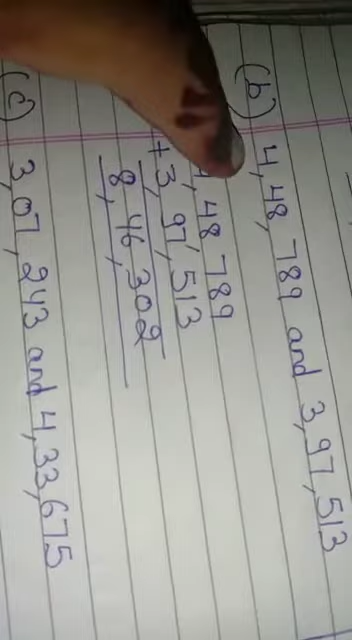 (b) 4,48,789 and 3,97,513
4,48 789
+3,97,513
8,46,302
(c) 3,07,243 and 4,33,675